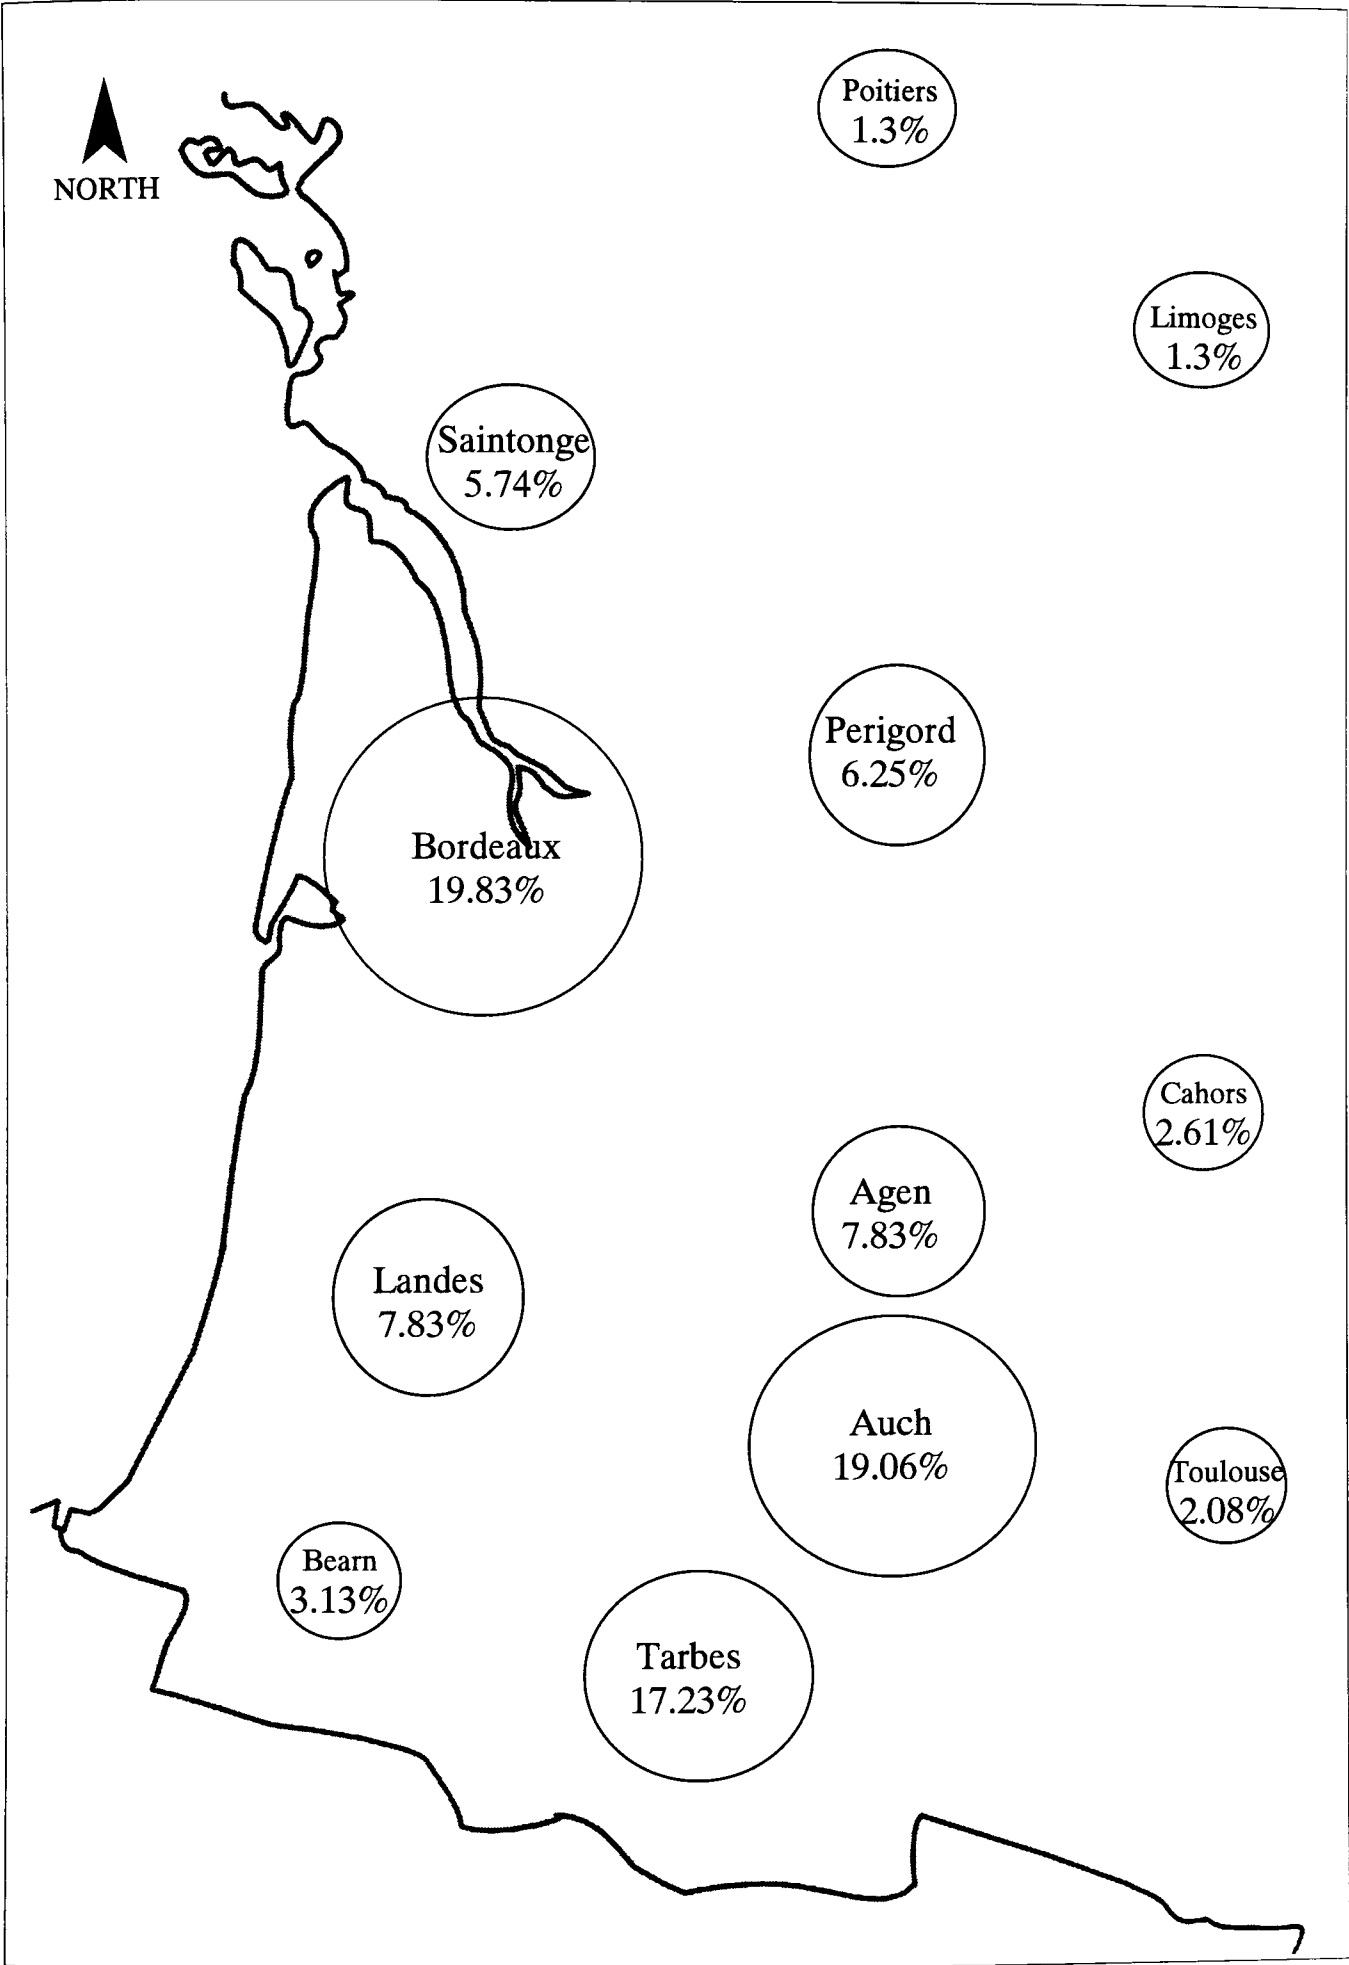 Poitiers
1.3%
NORTH
Limoges
1.3%
Saintonge
5.74%
Perigord
6.25%
Bordeaux
19.83%
Cahors
2.61%
Agen
7.83%
Landes
7.83%
Auch
19.06%
Toulouse
2.08%
Bearn
3.13%
Tarbes
17.23%